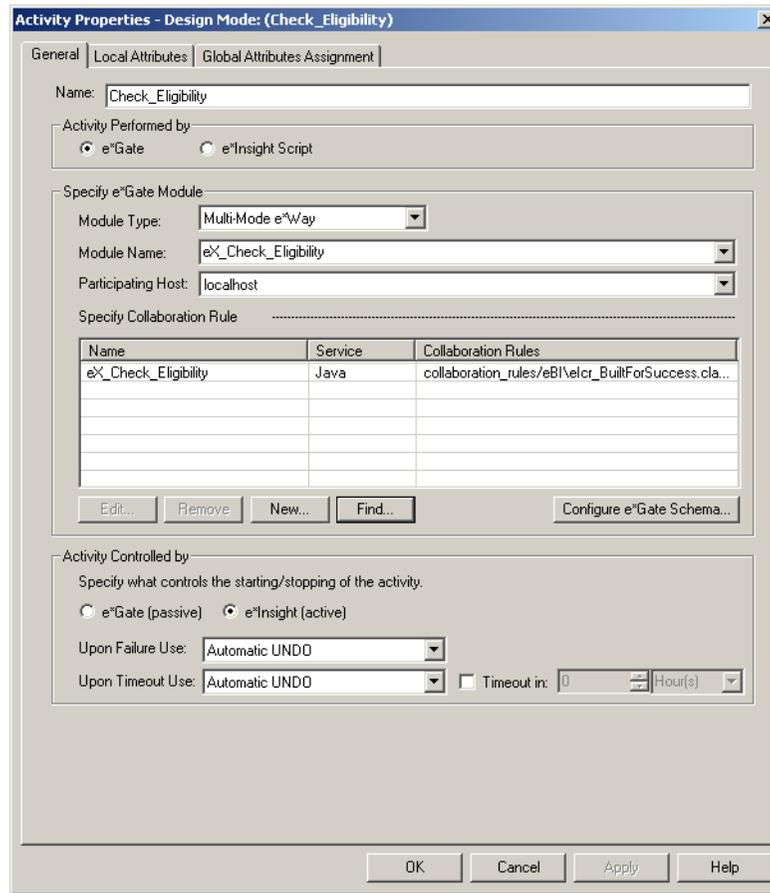 Activity Properties - Design Mode: (Check_Eligibility)
General Local Attributes Global Attributes Assignment
Name: Check_Eligibility
Activity Performed by
e*Gate e*Insight Script
Specify e*Gate Module
Module Type: Multi-Mode e*Way
Module Name: eX_Check_Eligibility
Participating Host: localhost
Specify Collaboration Rule
Name Service Collaboration Rules
eX_Check_Eligibility Java collaboration_rules/eBI\eIcr_BuiltForSuccess.cla...
Edit... Remove New... Find... Configure e*Gate Schema...
Activity Controlled by
Specify what controls the starting/stopping of the activity.
e*Gate (passive) e*Insight (active)
Upon Failure Use: Automatic UNDO
Upon Timeout Use: Automatic UNDO Timeout in: 0 Hour(s)
OK Cancel Apply Help